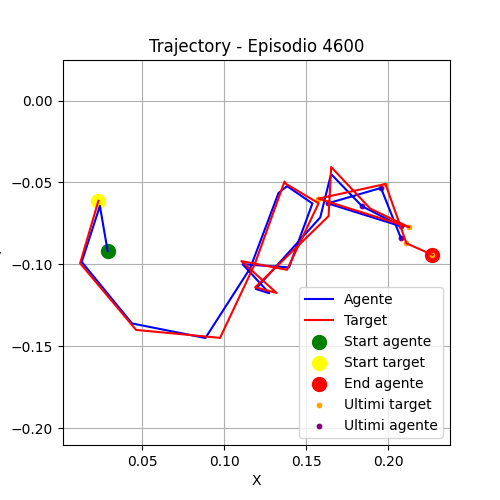 Trajectory - Episodio 4600
0.00
−0.05
−0.10
−0.15
−0.20
0.05
0.10
0.15
0.20
X
Agente
Target
Start agente
Start target
End agente
Ultimi target
Ultimi agente